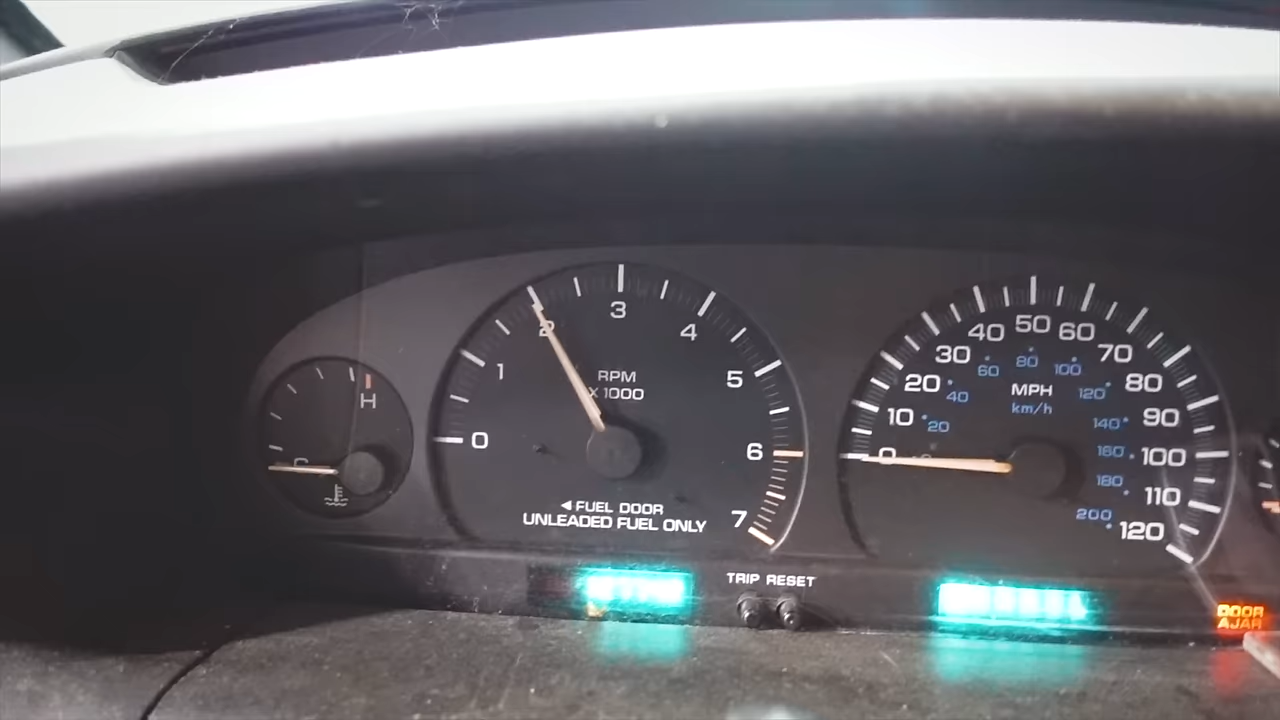 H
C
0
1
2
3
4
5
6
7
RPM
X 1000
◄ FUEL DOOR
UNLEADED FUEL ONLY
TRIP RESET
0
10
20
30
40
50
60
70
80
90
100
110
120
MPH
km/h
20
40
60
80
100
120
140
160
180
200
DOOR
AJAR